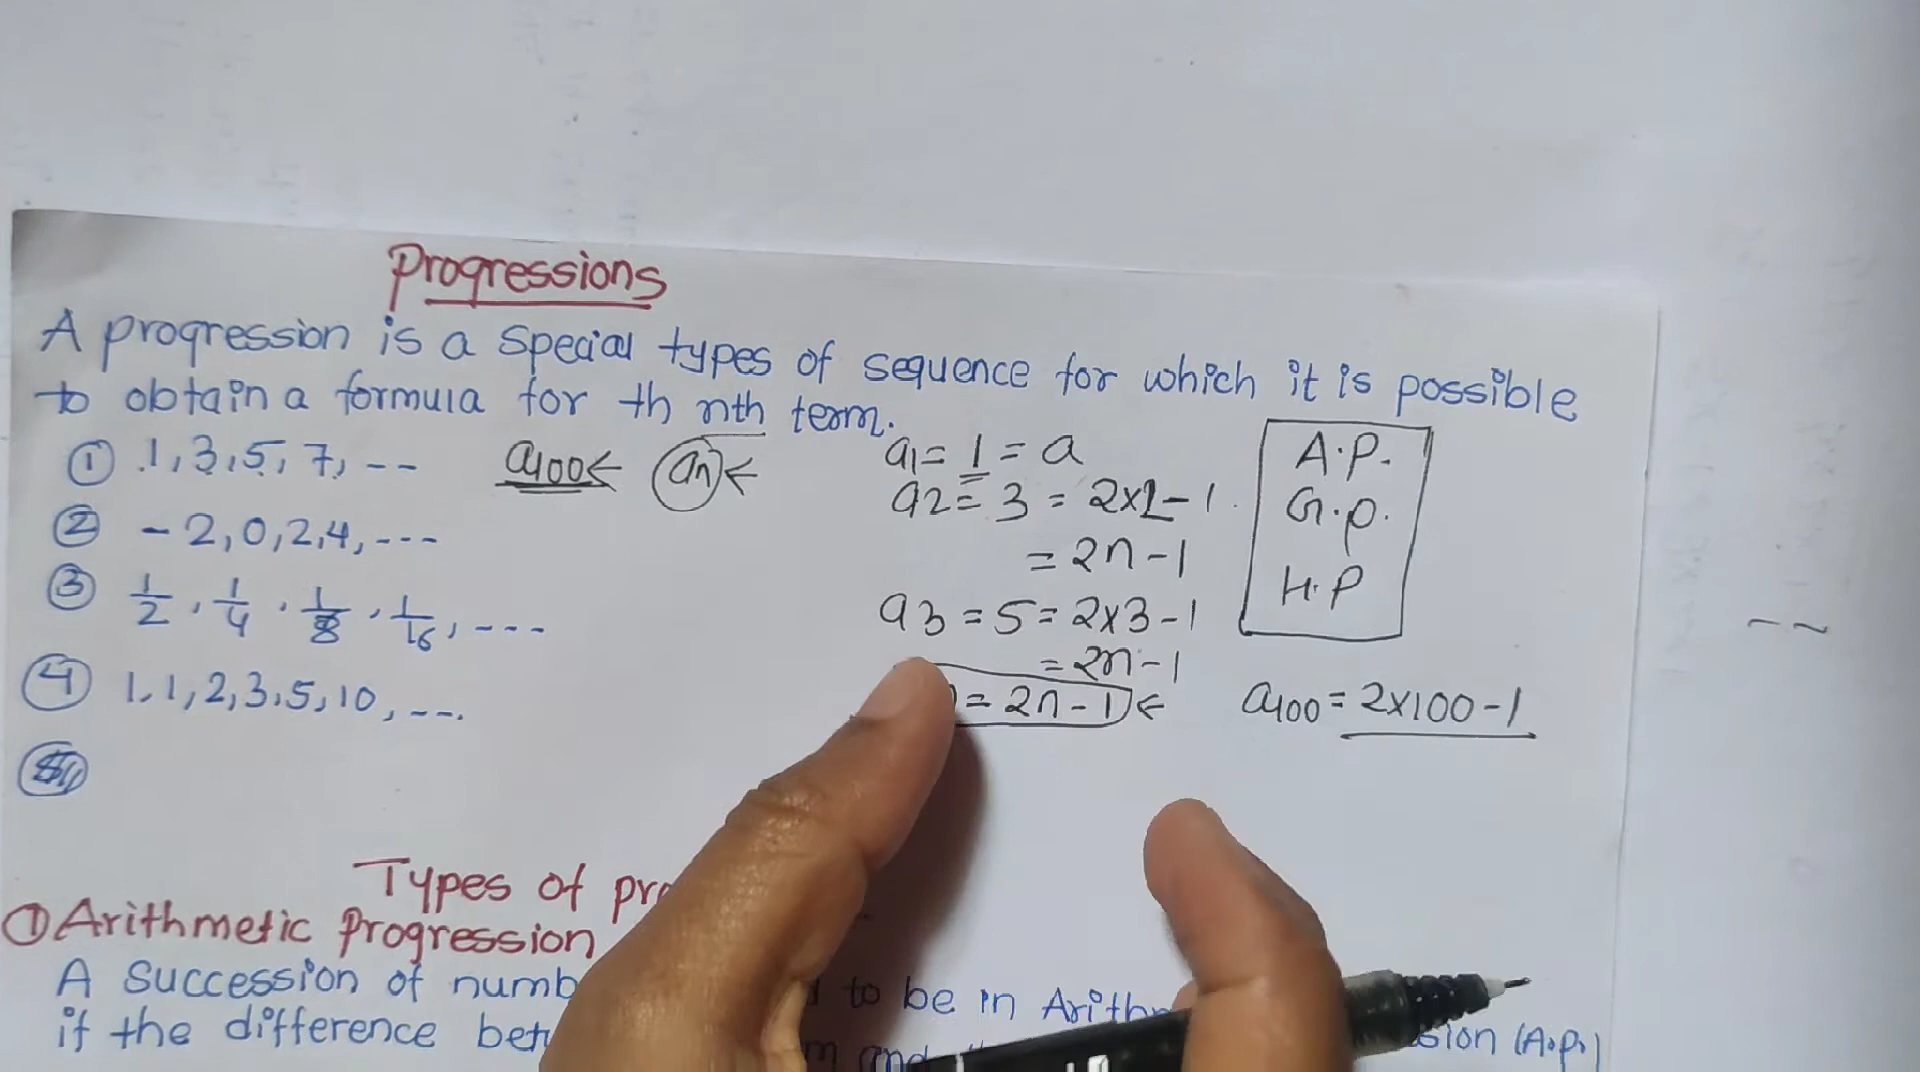 Progressions
A progression is a special types of sequence for which it is possible
to obtain a formula for th nth term.
① 1, 3, 5, 7, --
a100 ← an ←
② -2, 0, 2, 4, ---
③ 1/2, 1/4, 1/8, 1/16, ---
④ 1, 1, 2, 3, 5, 10, ---
a1 = 1 = a
a2 = 3 = 2×2-1
= 2n-1
a3 = 5 = 2×3-1
= 2n-1
= 2n-1 ←
A.P.
G.P.
H.P
a100 = 2×100-1
Types of
① Arithmetic Progression
A Succession of to be in
if the difference (A.P.)